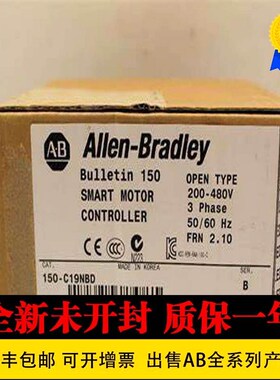 AB Allen-Bradley
Bulletin 150
SMART MOTOR
CONTROLLER
OPEN TYPE
200-480V
3 Phase
50/60 Hz
FRN 2.10
CAT.
MADE IN KOREA
SER.
150-C19NBD
B
全新未开封 质保一年
丰包邮 可开增票 出售AB全系列产